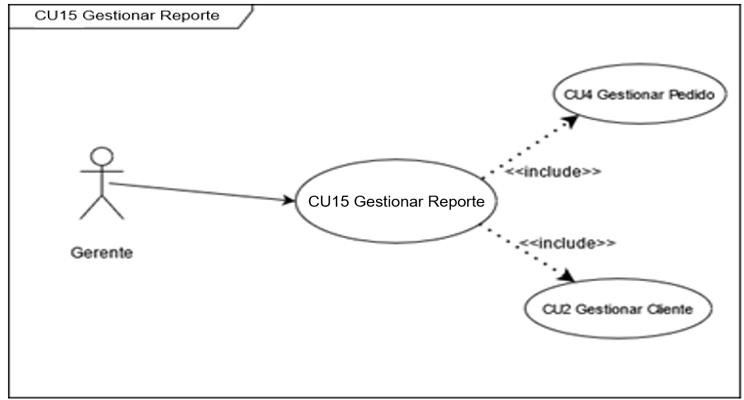 CU15 Gestionar Reporte
CU4 Gestionar Pedido
<<include>>
CU15 Gestionar Reporte
Gerente
<<include>>
CU2 Gestionar Cliente